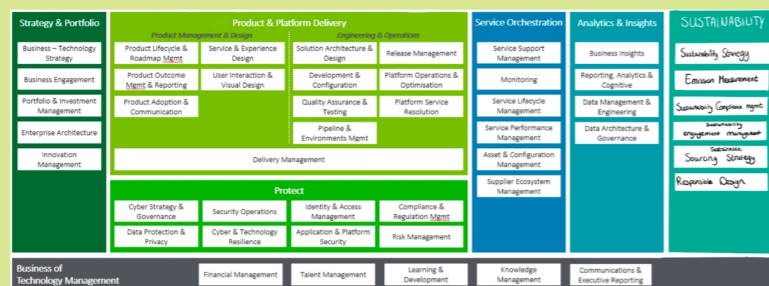 Strategy & Portfolio
Business – Technology
Strategy
Business Engagement
Portfolio & Investment
Management
Enterprise Architecture
Innovation
Management
Product & Platform Delivery
Product Management & Design
Product Lifecycle &
Roadmap Mgmt
Service & Experience
Design
Product Outcome
Mgmt & Reporting
User Interaction &
Visual Design
Product Adoption &
Communication
Engineering & Operations
Solution Architecture &
Design
Release Management
Development &
Configuration
Platform Operations &
Optimisation
Quality Assurance &
Testing
Platform Service
Resolution
Pipeline &
Environments Mgmt
Delivery Management
Protect
Cyber Strategy &
Governance
Security Operations
Identity & Access
Management
Compliance &
Regulation Mgmt
Data Protection &
Privacy
Cyber & Technology
Resilience
Application & Platform
Security
Risk Management
Service Orchestration
Service Support
Management
Monitoring
Service Lifecycle
Management
Service Performance
Management
Asset & Configuration
Management
Supplier Ecosystem
Management
Analytics & Insights
Business Insights
Reporting, Analytics &
Cognitive
Data Management &
Engineering
Data Architecture &
Governance
SUSTAINABILITY
Sustainability Strategy
Emission Measurement
Sustainability Compliance mgmt
Sustainability
engagement management
Sustainable
Sourcing Strategy
Responsible Design
Business of
Technology Management
Financial Management
Talent Management
Learning &
Development
Knowledge
Management
Communications &
Executive Reporting